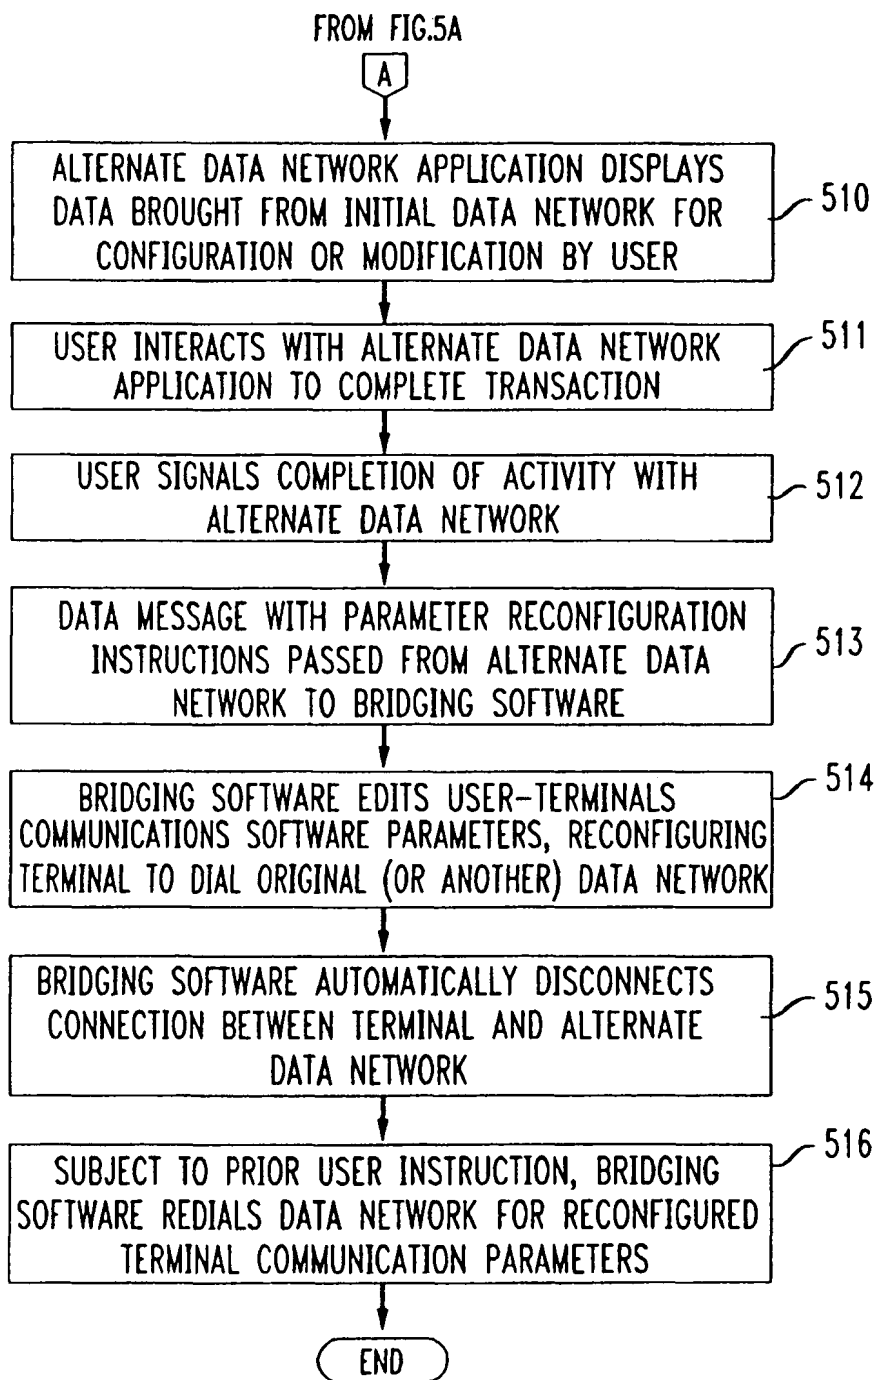 FROM FIG.5A
A
ALTERNATE DATA NETWORK APPLICATION DISPLAYS
DATA BROUGHT FROM INITIAL DATA NETWORK FOR
CONFIGURATION OR MODIFICATION BY USER
510
USER INTERACTS WITH ALTERNATE DATA NETWORK
APPLICATION TO COMPLETE TRANSACTION
511
USER SIGNALS COMPLETION OF ACTIVITY WITH
ALTERNATE DATA NETWORK
512
DATA MESSAGE WITH PARAMETER RECONFIGURATION
INSTRUCTIONS PASSED FROM ALTERNATE DATA
NETWORK TO BRIDGING SOFTWARE
513
BRIDGING SOFTWARE EDITS USER-TERMINALS
COMMUNICATIONS SOFTWARE PARAMETERS, RECONFIGURING
TERMINAL TO DIAL ORIGINAL (OR ANOTHER) DATA NETWORK
514
BRIDGING SOFTWARE AUTOMATICALLY DISCONNECTS
CONNECTION BETWEEN TERMINAL AND ALTERNATE
DATA NETWORK
515
SUBJECT TO PRIOR USER INSTRUCTION, BRIDGING
SOFTWARE REDIALS DATA NETWORK FOR RECONFIGURED
TERMINAL COMMUNICATION PARAMETERS
516
END